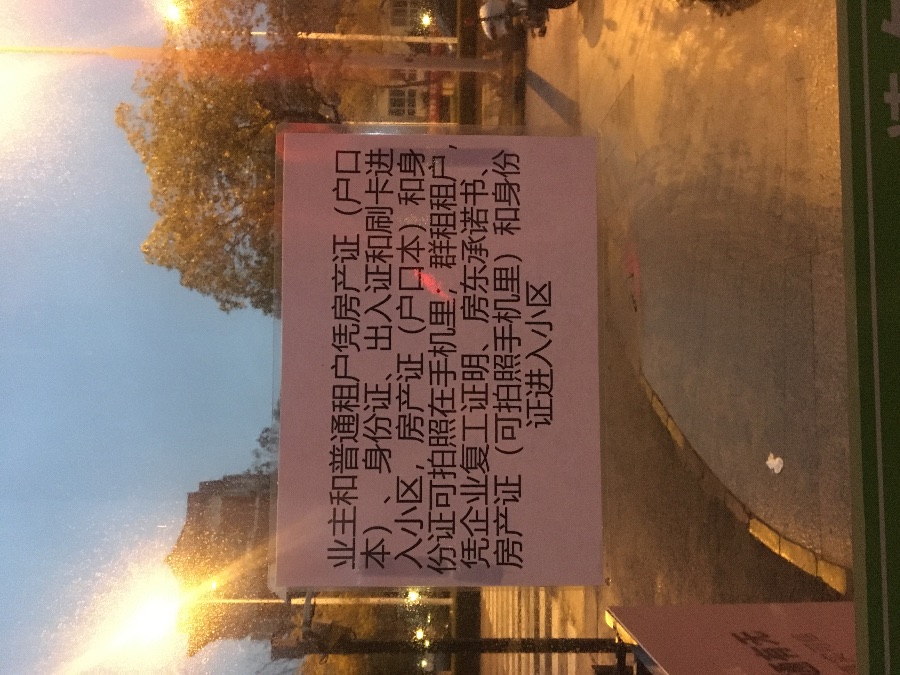 业主和普通租户凭房产证（户口
本）、身份证、出入证和刷卡进
入小区，房产证（户口本）和身
份证可拍照在手机里，群租租户，
凭企业复工证明、房东承诺书、
房产证（可拍照手机里）和身份
证进入小区